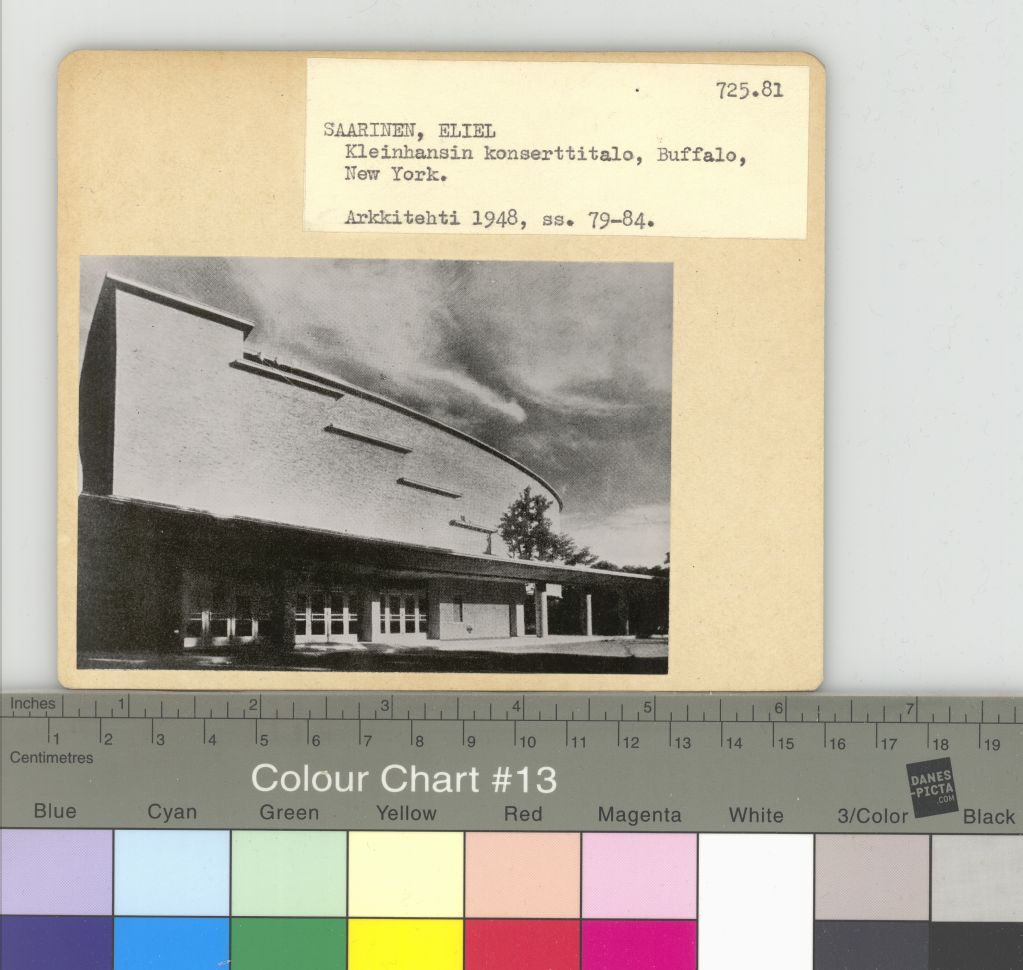 725.81
SAARINEN, ELIEL
Kleinhansin konserttitalo, Buffalo,
New York.
Arkkitehti 1948, ss. 79-84.
Inches 1 2 3 4 5 6 7
1 2 3 4 5 6 7 8 9 10 11 12 13 14 15 16 17 18 19
Centimetres
Colour Chart #13
DANES
-PICTA
.COM
Blue Cyan Green Yellow Red Magenta White 3/Color Black